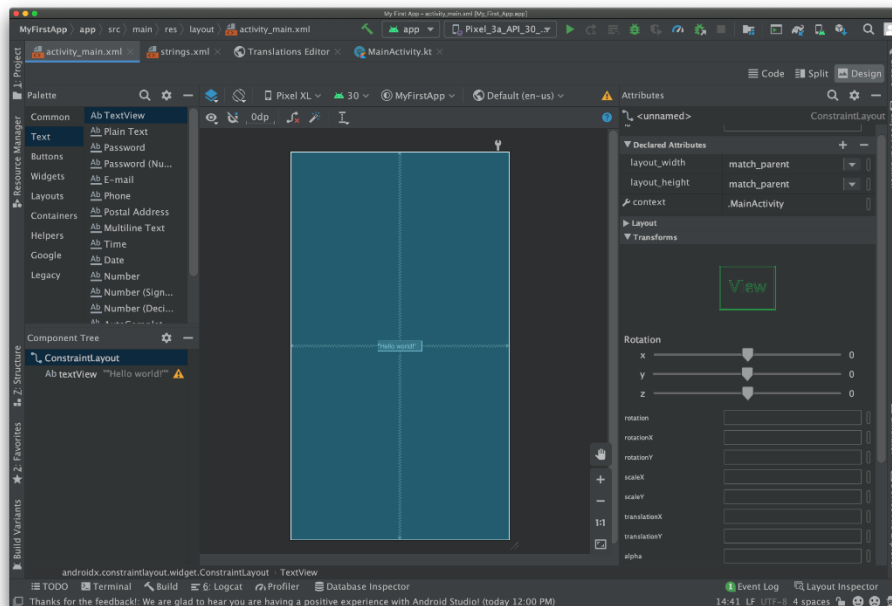 My First App – activity_main.xml [My_First_App.app]
MyFirstApp app src main res layout activity_main.xml app Pixel_3a_API_30_...
activity_main.xml strings.xml Translations Editor MainActivity.kt
Code Split Design
Palette Pixel XL 30 MyFirstApp Default (en-us) Attributes
Common Ab TextView 0dp <unnamed> ConstraintLayout
Text Ab Plain Text
Ab Password Declared Attributes
Buttons Ab Password (Nu... layout_width match_parent
Widgets Ab E-mail layout_height match_parent
Layouts Ab Phone context .MainActivity
Containers Ab Postal Address
Helpers Ab Multiline Text Layout
Google Ab Time Transforms
Legacy Ab Date
Ab Number View
Ab Number (Sign...
Ab Number (Deci...
Component Tree Rotation
ConstraintLayout "Hello world!" x 0
Ab textView ""Hello world!"" y 0
z 0
rotation
rotationX
rotationY
scaleX
scaleY
1:1 translationX
translationY
alpha
1: Project
Resource Manager
Z: Structure
2: Favorites
Build Variants
androidx.constraintlayout.widget.ConstraintLayout TextView
TODO Terminal Build 6: Logcat Profiler Database Inspector 1 Event Log Layout Inspector
Thanks for the feedback!: We are glad to hear you are having a positive experience with Android Studio! (today 12:00 PM) 14:41 LF UTF-8 4 spaces